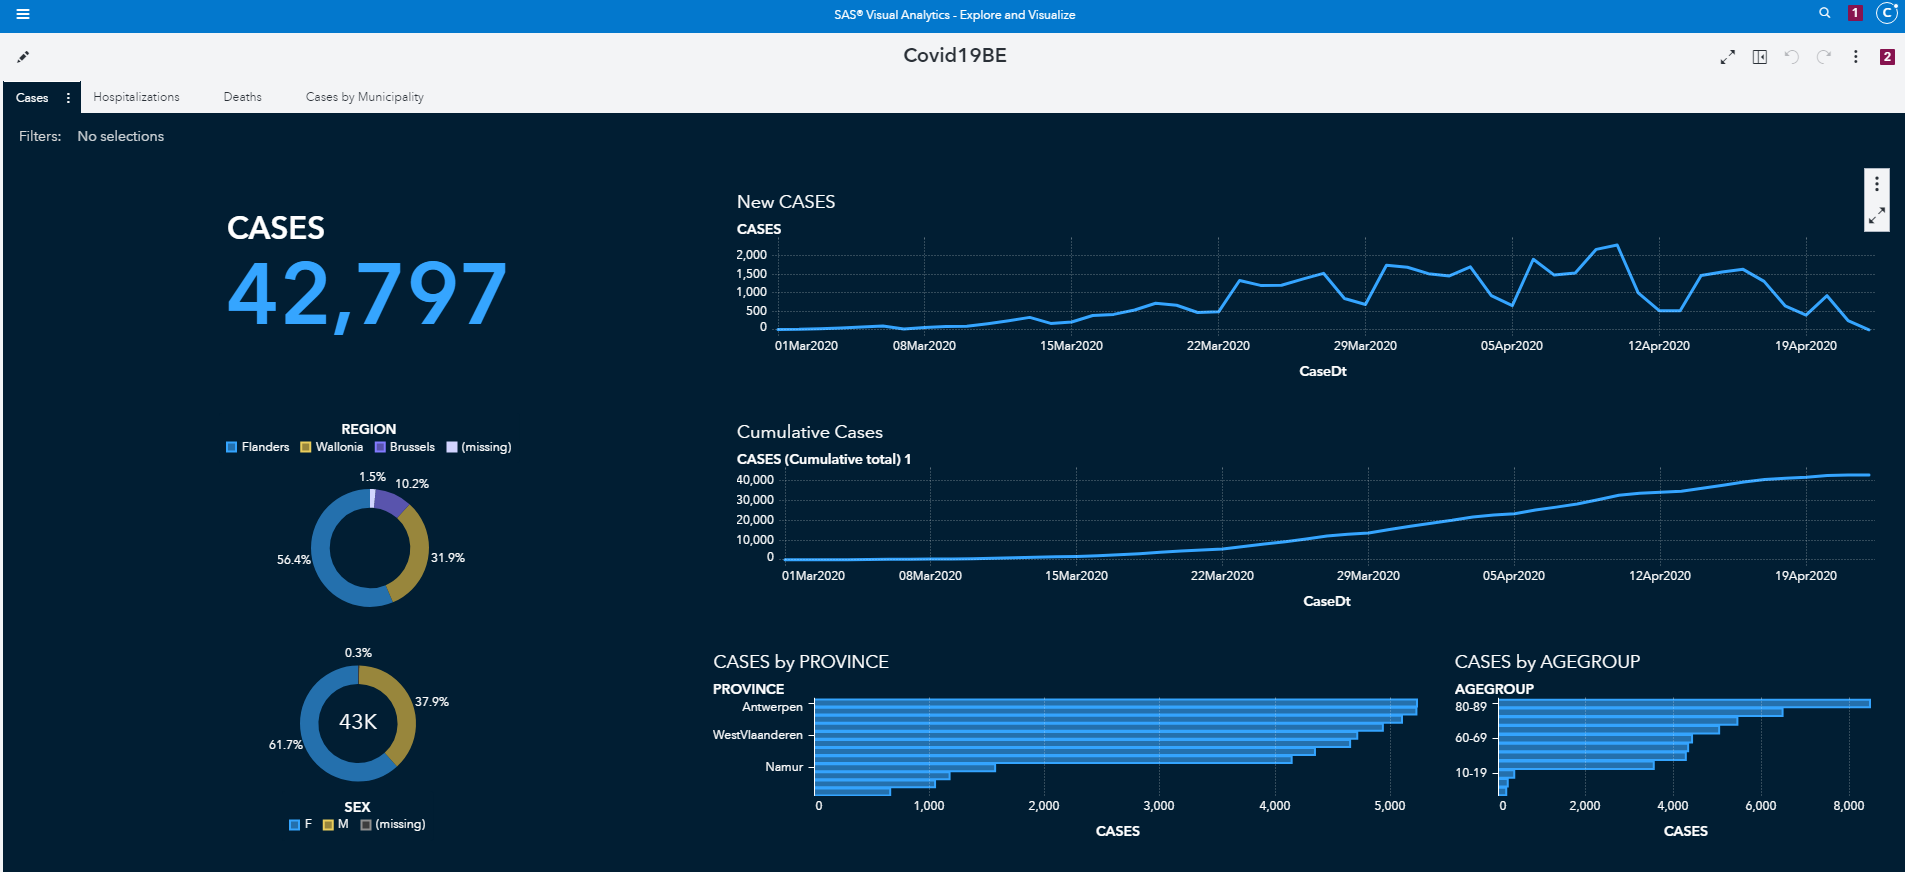 SAS® Visual Analytics - Explore and Visualize
1
C
Covid19BE
2
Cases
Hospitalizations
Deaths
Cases by Municipality
Filters: No selections
CASES
42,797
New CASES
CASES
2,000
1,500
1,000
500
0
01Mar2020 08Mar2020 15Mar2020 22Mar2020 29Mar2020 05Apr2020 12Apr2020 19Apr2020
CaseDt
REGION
Flanders Wallonia Brussels (missing)
1.5%
10.2%
56.4%
31.9%
Cumulative Cases
CASES (Cumulative total) 1
40,000
30,000
20,000
10,000
0
01Mar2020 08Mar2020 15Mar2020 22Mar2020 29Mar2020 05Apr2020 12Apr2020 19Apr2020
CaseDt
0.3%
37.9%
43K
61.7%
SEX
F M (missing)
CASES by PROVINCE
PROVINCE
Antwerpen
WestVlaanderen
Namur
0 1,000 2,000 3,000 4,000 5,000
CASES
CASES by AGEGROUP
AGEGROUP
80-89
60-69
10-19
0 2,000 4,000 6,000 8,000
CASES